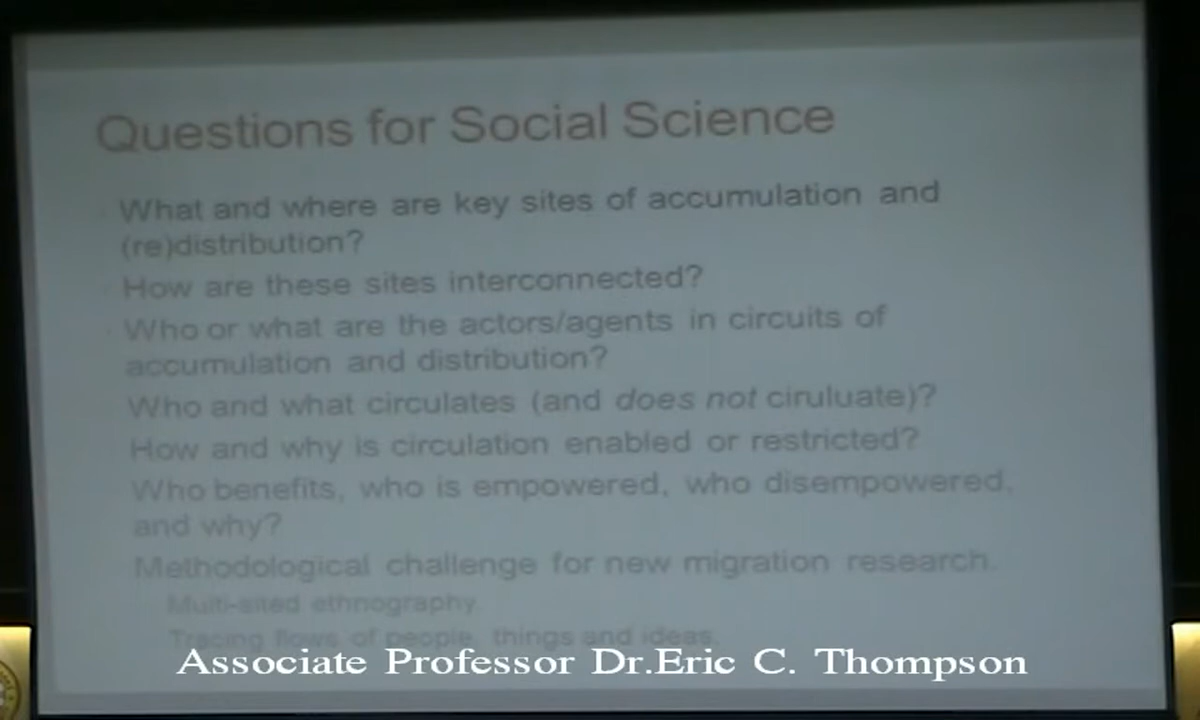 Questions for Social Science
What and where are key sites of accumulation and
(re)distribution?
How are these sites interconnected?
Who or what are the actors/agents in circuits of
accumulation and distribution?
Who and what circulates (and does not ciruluate)?
How and why is circulation enabled or restricted?
Who benefits, who is empowered, who disempowered,
and why?
Methodological challenge for new migration research.
Multi-sited ethnography
Tracing flows of people, things and ideas.
Associate Professor Dr.Eric C. Thompson